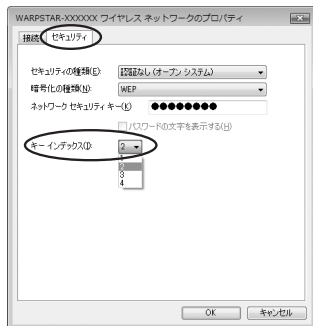 WARPSTAR-XXXXXX ワイヤレス ネットワークのプロパティ
接続 セキュリティ
セキュリティの種類(E): 認証なし (オープン システム)
暗号化の種類(N): WEP
ネットワーク セキュリティ キー(K) ●●●●●●●●
パスワードの文字を表示する(H)
キー インデックス(I): 2
1
2
3
4
OK キャンセル